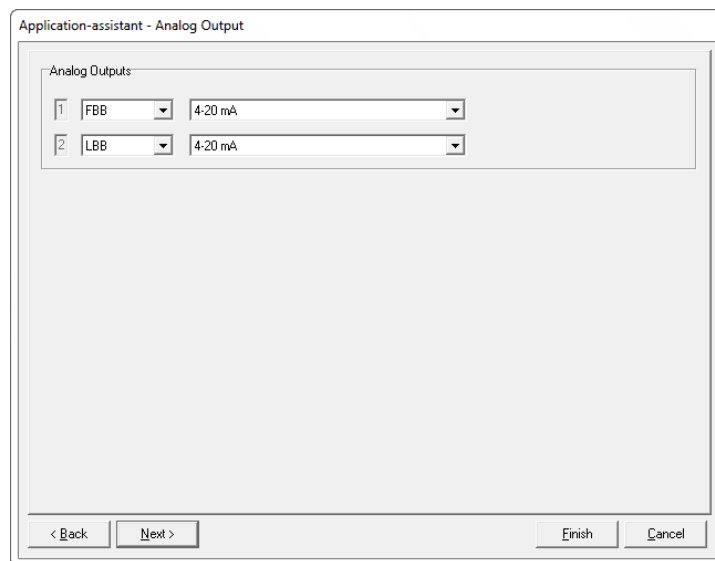 Application-assistant - Analog Output
Analog Outputs
1 FBB 4-20 mA
2 LBB 4-20 mA
< Back Next > Finish Cancel